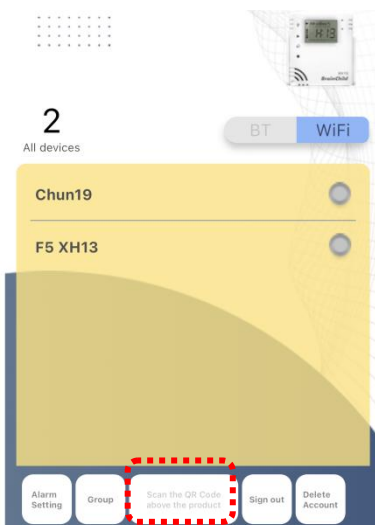 BrainChild
2
All devices
BT
WiFi
Chun19
F5 XH13
Alarm
Setting
Group
Scan the QR Code
above the product
Sign out
Delete
Account